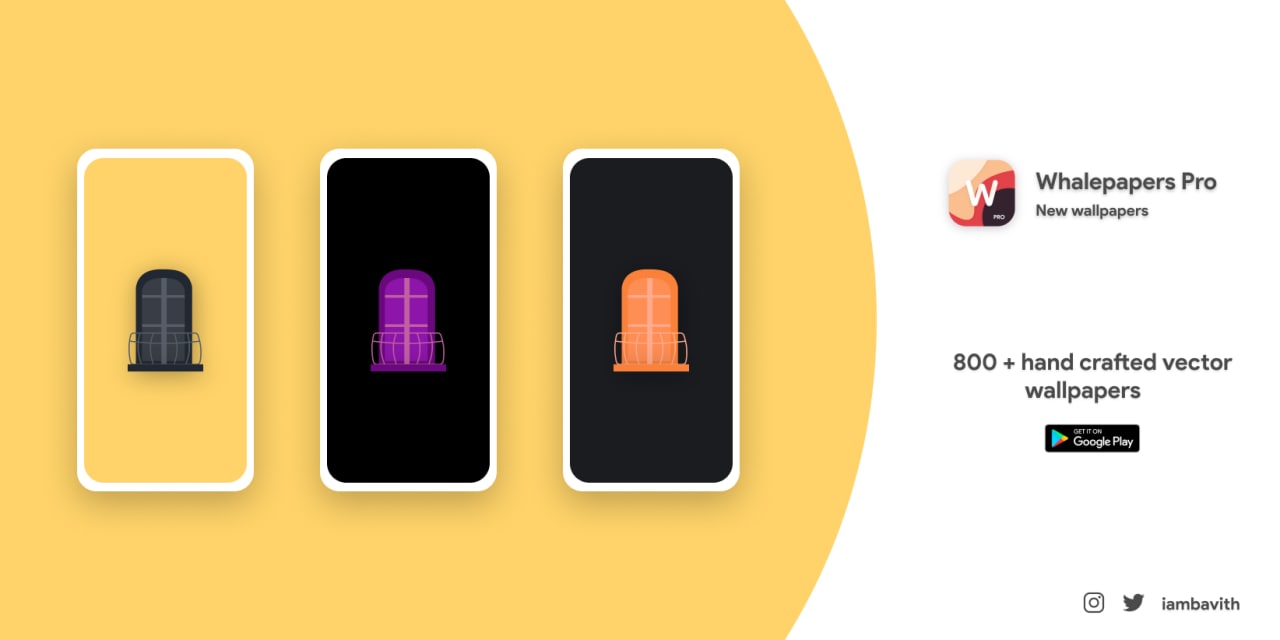 W
PRO
Whalepapers Pro
New wallpapers
800 + hand crafted vector
wallpapers
GET IT ON
Google Play
iambavith